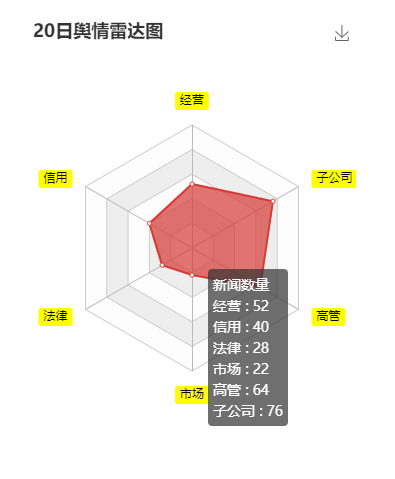 20日舆情雷达图
经营
信用
子公司
法律
高管
市场
新闻数量
经营 : 52
信用 : 40
法律 : 28
市场 : 22
高管 : 64
子公司 : 76